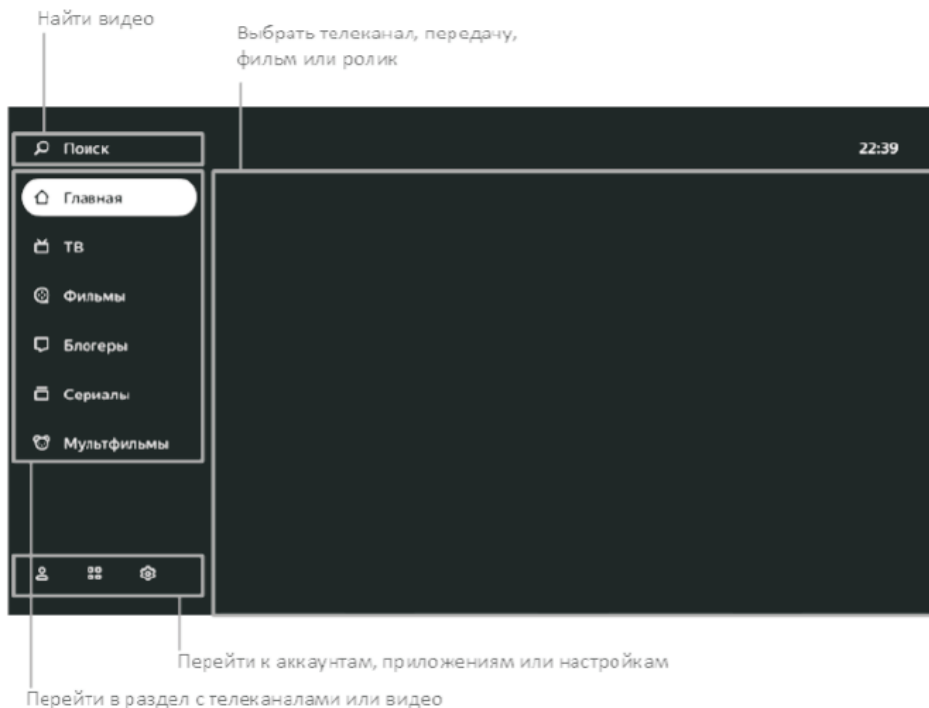 Найти видео
Выбрать телеканал, передачу,
фильм или ролик
Поиск
22:39
Главная
ТВ
Фильмы
Блогеры
Сериалы
Мультфильмы
Перейти к аккаунтам, приложениям или настройкам
Перейти в раздел с телеканалами или видео